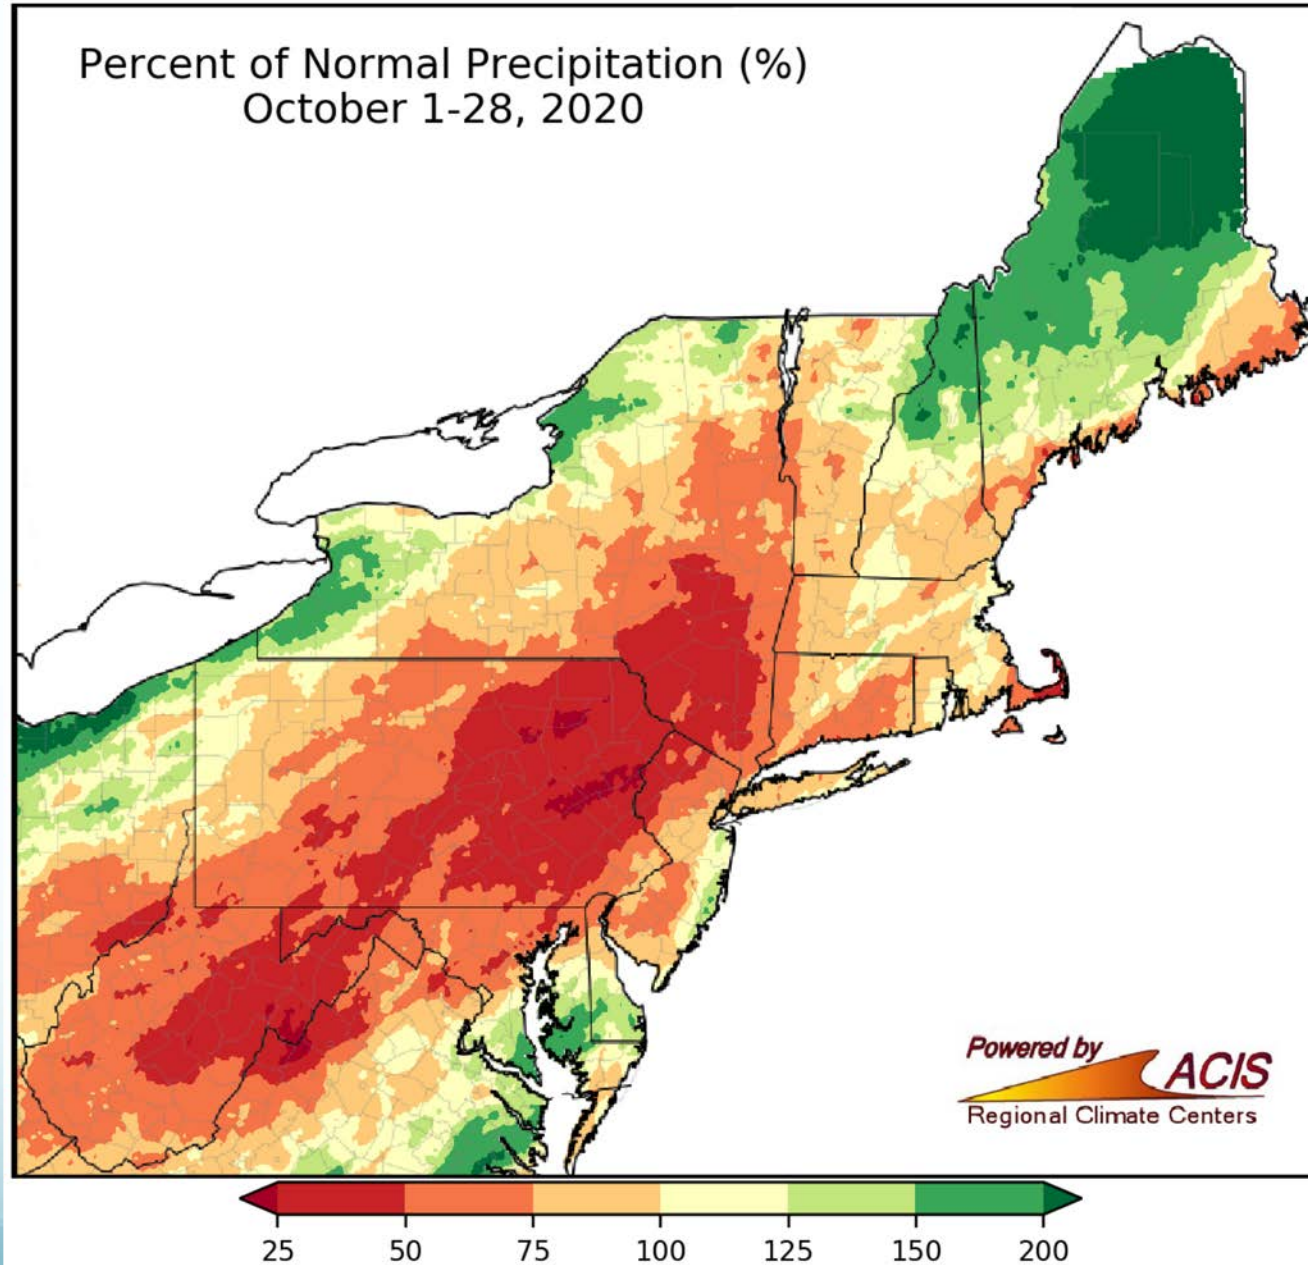 Percent of Normal Precipitation (%)
October 1-28, 2020
Powered by
ACIS
Regional Climate Centers
25 50 75 100 125 150 200